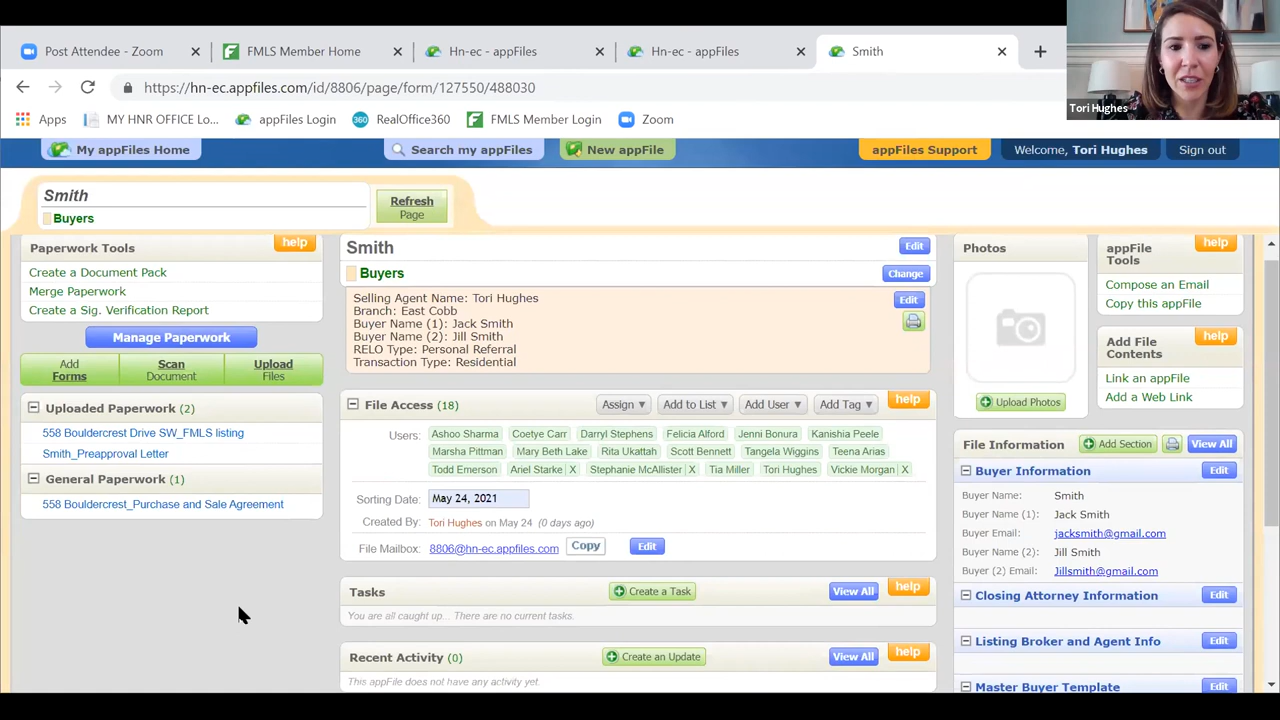 Post Attendee - Zoom
FMLS Member Home
Hn-ec - appFiles
Hn-ec - appFiles
Smith
Tori Hughes
https://hn-ec.appfiles.com/id/8806/page/form/127550/488030
Apps
MY HNR OFFICE Lo...
appFiles Login
360
RealOffice360
FMLS Member Login
Zoom
My appFiles Home
Search my appFiles
New appFile
appFiles Support
Welcome, Tori Hughes
Sign out
Smith
Buyers
Refresh
Page
Paperwork Tools
help
Create a Document Pack
Merge Paperwork
Create a Sig. Verification Report
Manage Paperwork
Add
Forms
Scan
Document
Upload
Files
Uploaded Paperwork (2)
558 Bouldercrest Drive SW_FMLS listing
Smith_Preapproval Letter
General Paperwork (1)
558 Bouldercrest_Purchase and Sale Agreement
Smith
Edit
Buyers
Change
Selling Agent Name: Tori Hughes
Edit
Branch: East Cobb
Buyer Name (1): Jack Smith
Buyer Name (2): Jill Smith
RELO Type: Personal Referral
Transaction Type: Residential
File Access (18)
Assign
Add to List
Add User
Add Tag
help
Users:
Ashoo Sharma
Coetye Carr
Darryl Stephens
Felicia Alford
Jenni Bonura
Kanishia Peele
Marsha Pittman
Mary Beth Lake
Rita Ukattah
Scott Bennett
Tangela Wiggins
Teena Arias
Todd Emerson
Ariel Starke | X
Stephanie McAllister | X
Tia Miller
Tori Hughes
Vickie Morgan | X
Sorting Date:
May 24, 2021
Created By: Tori Hughes on May 24 (0 days ago)
File Mailbox: 8806@hn-ec.appfiles.com
Copy
Edit
Tasks
Create a Task
View All
help
You are all caught up... There are no current tasks.
Recent Activity (0)
Create an Update
View All
help
This appFile does not have any activity yet.
Photos
Upload Photos
appFile
Tools
help
Compose an Email
Copy this appFile
Add File
Contents
help
Link an appFile
Add a Web Link
File Information
Add Section
View All
Buyer Information
Edit
Buyer Name: Smith
Buyer Name (1): Jack Smith
Buyer Email: jacksmith@gmail.com
Buyer Name (2): Jill Smith
Buyer (2) Email: Jillsmith@gmail.com
Closing Attorney Information
Edit
Listing Broker and Agent Info
Edit
Master Buyer Template
Edit